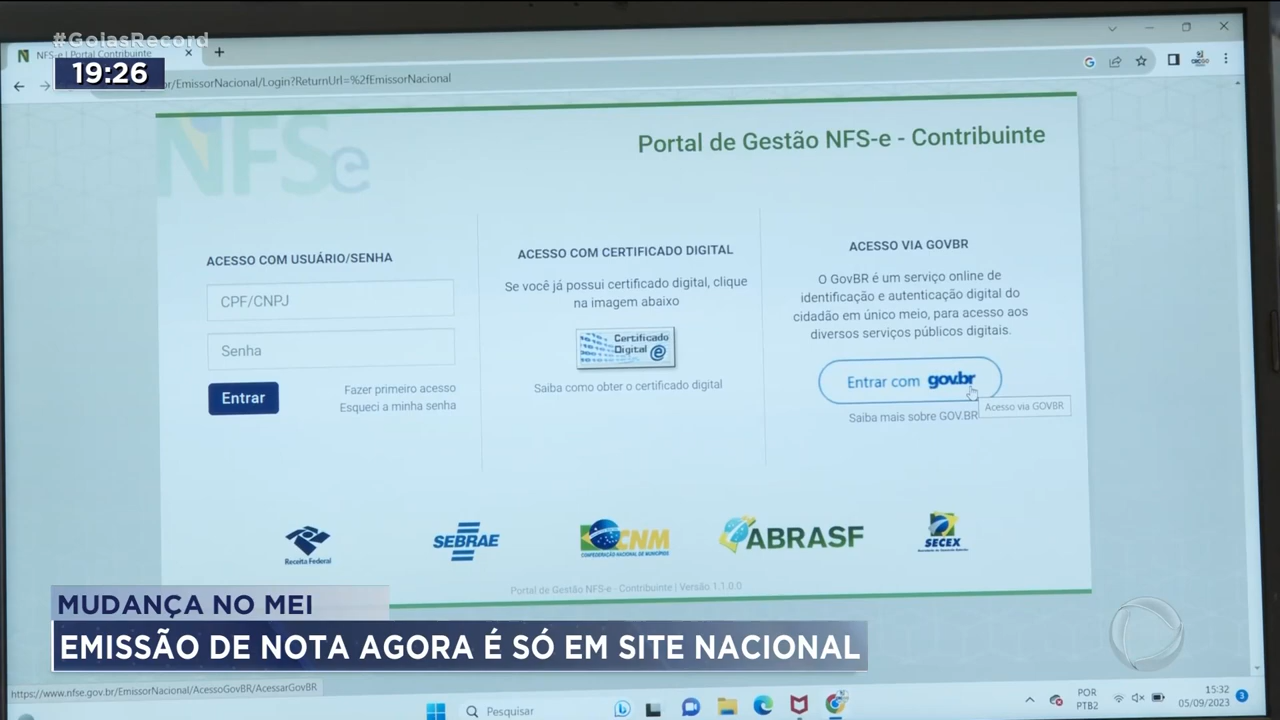 #GoiasRecord
19:26
NFS-e | Portal Contribuinte
r/EmissorNacional/Login?ReturnUrl=%2fEmissorNacional
NFSe
Portal de Gestão NFS-e - Contribuinte
ACESSO COM USUÁRIO/SENHA
CPF/CNPJ
Senha
Entrar
Fazer primeiro acesso
Esqueci a minha senha
ACESSO COM CERTIFICADO DIGITAL
Se você já possui certificado digital, clique
na imagem abaixo
Certificado
Digital
Saiba como obter o certificado digital
ACESSO VIA GOVBR
O GovBR é um serviço online de
identificação e autenticação digital do
cidadão em único meio, para acesso aos
diversos serviços públicos digitais.
Entrar com gov.br
Acesso via GOVBR
Saiba mais sobre GOV.BR
Receita Federal
SEBRAE
CNM
CONFEDERAÇÃO NACIONAL DE MUNICÍPIOS
ABRASF
SECEX
Portal de Gestão NFS-e - Contribuinte | Versão 1.1.0.0
MUDANÇA NO MEI
EMISSÃO DE NOTA AGORA É SÓ EM SITE NACIONAL
https://www.nfse.gov.br/EmissorNacional/AcessoGovBR/AcessarGovBR
Pesquisar
POR
PTB2
15:32
05/09/2023
3